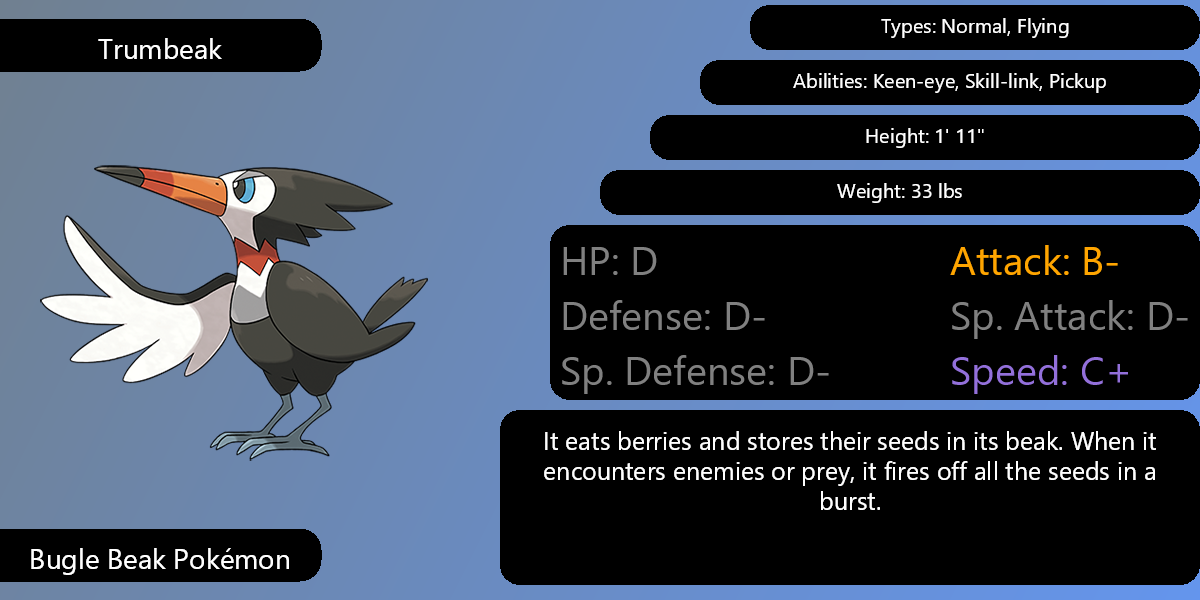 Trumbeak
Types: Normal, Flying
Abilities: Keen-eye, Skill-link, Pickup
Height: 1' 11"
Weight: 33 lbs
HP: D
Attack: B-
Defense: D-
Sp. Attack: D-
Sp. Defense: D-
Speed: C+
It eats berries and stores their seeds in its beak. When it
encounters enemies or prey, it fires off all the seeds in a
burst.
Bugle Beak Pokémon